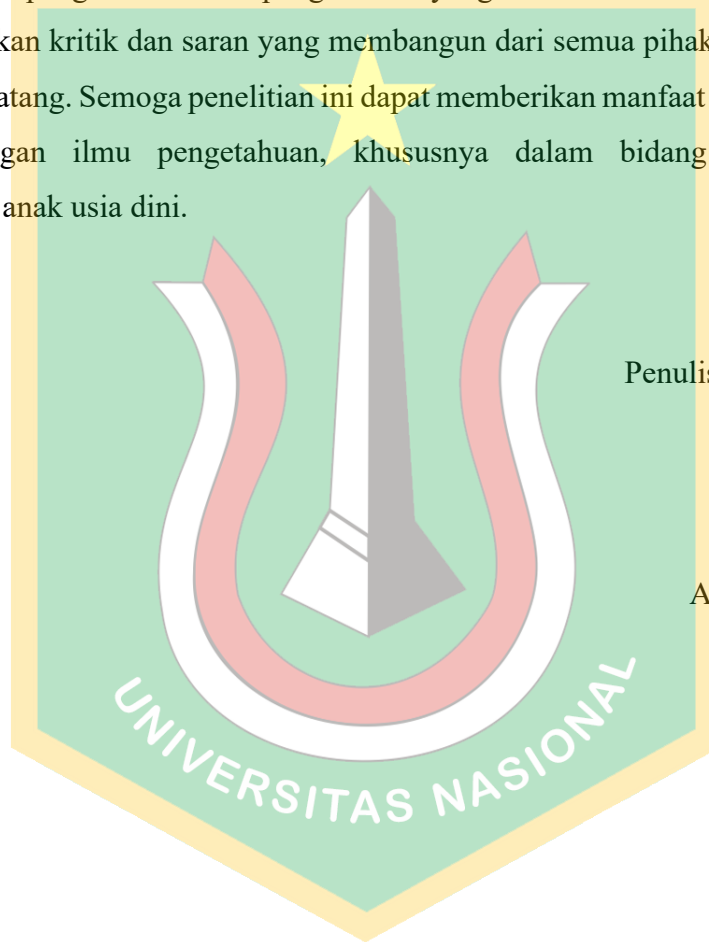 kan kritik dan saran yang membangun dari semua pihak
atang. Semoga penelitian ini dapat memberikan manfaat
gan ilmu pengetahuan, khususnya dalam bidang
anak usia dini.
Penulis
A
UNIVERSITAS NASIONAL